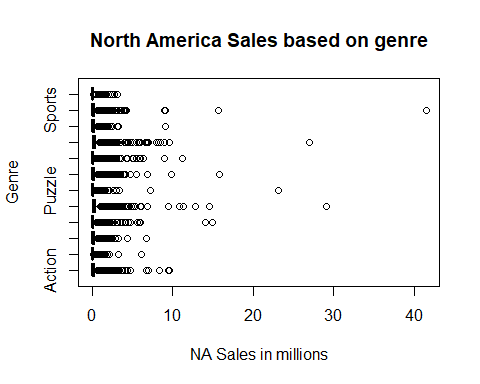 North America Sales based on genre
Genre
Sports
Puzzle
Action
0 10 20 30 40
NA Sales in millions